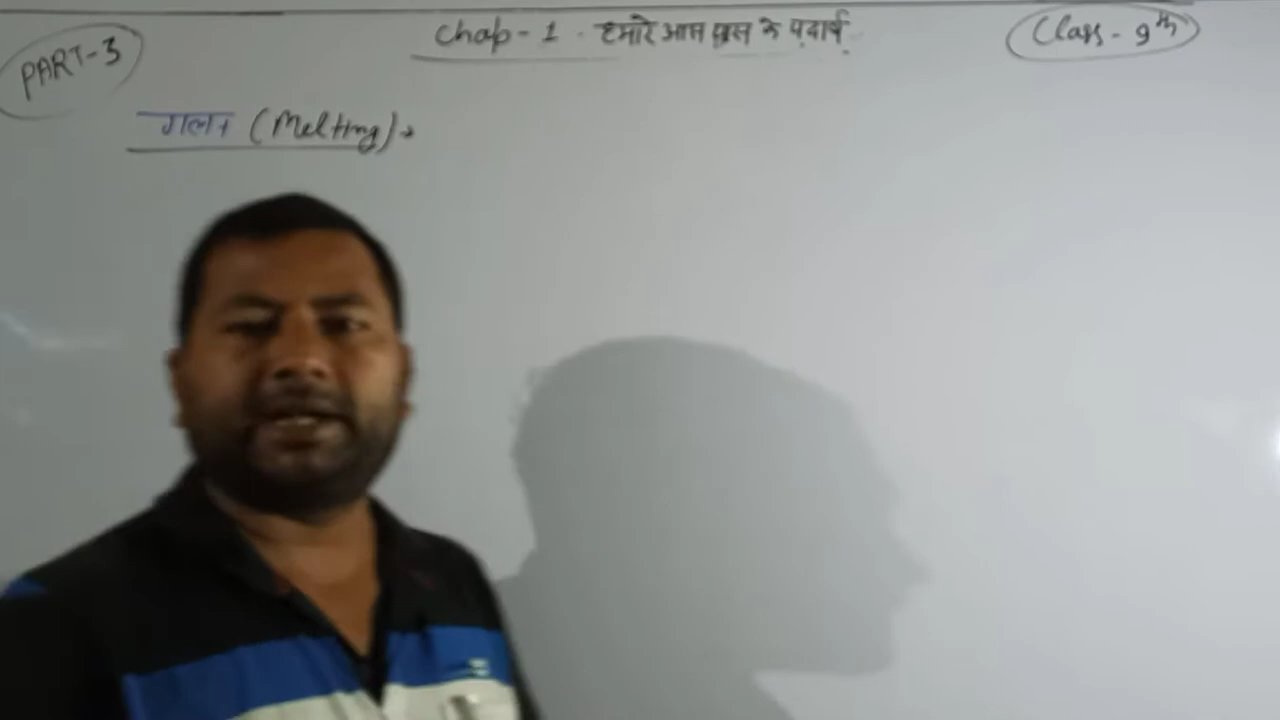 PART-3
Chap-1. हमारे आस पास के पदार्थ
Class-9th
गलन (Melting)→